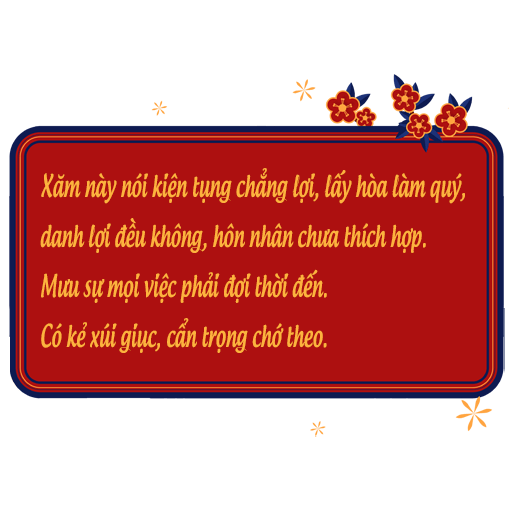 Xăm này nói kiện tụng chẳng lợi, lấy hòa làm quý,
danh lợi đều không, hôn nhân chưa thích hợp.
Mưu sự mọi việc phải đợi thời đến.
Có kẻ xúi giục, cẩn trọng chớ theo.